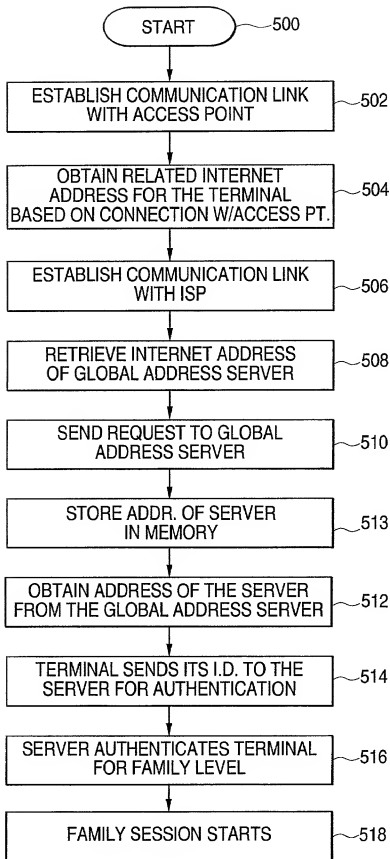 START
500
ESTABLISH COMMUNICATION LINK
WITH ACCESS POINT
502
OBTAIN RELATED INTERNET
ADDRESS FOR THE TERMINAL
BASED ON CONNECTION W/ACCESS PT.
504
ESTABLISH COMMUNICATION LINK
WITH ISP
506
RETRIEVE INTERNET ADDRESS
OF GLOBAL ADDRESS SERVER
508
SEND REQUEST TO GLOBAL
ADDRESS SERVER
510
STORE ADDR. OF SERVER
IN MEMORY
513
OBTAIN ADDRESS OF THE SERVER
FROM THE GLOBAL ADDRESS SERVER
512
TERMINAL SENDS ITS I.D. TO THE
SERVER FOR AUTHENTICATION
514
SERVER AUTHENTICATES TERMINAL
FOR FAMILY LEVEL
516
FAMILY SESSION STARTS
518